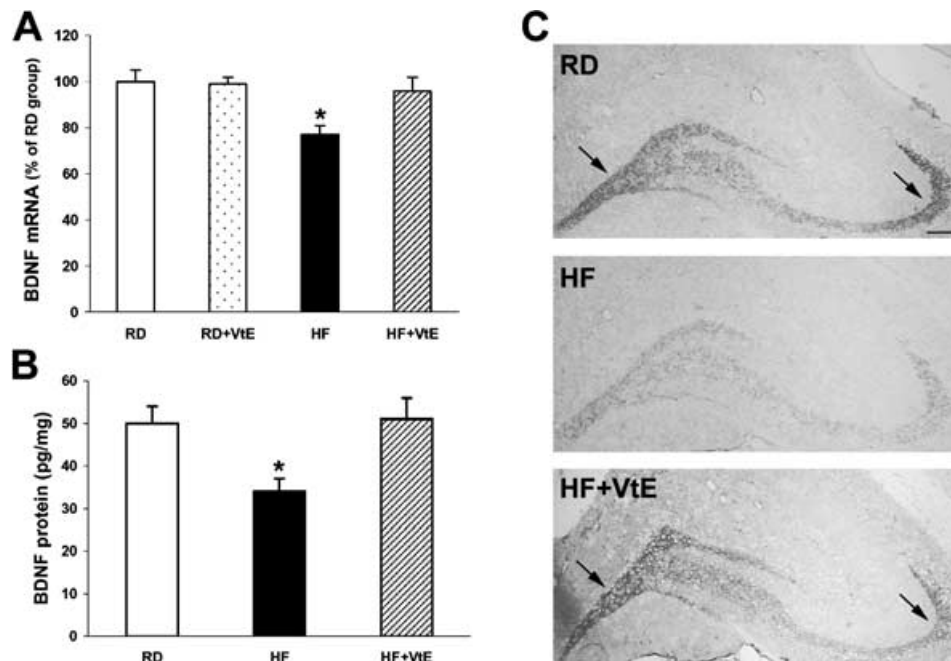 A
BDNF mRNA (% of RD group)
120
100
80
60
40
20
0
*
RD RD+VtE HF HF+VtE
B
BDNF protein (pg/mg)
60
50
40
30
20
10
0
*
RD HF HF+VtE
C
RD
HF
HF+VtE